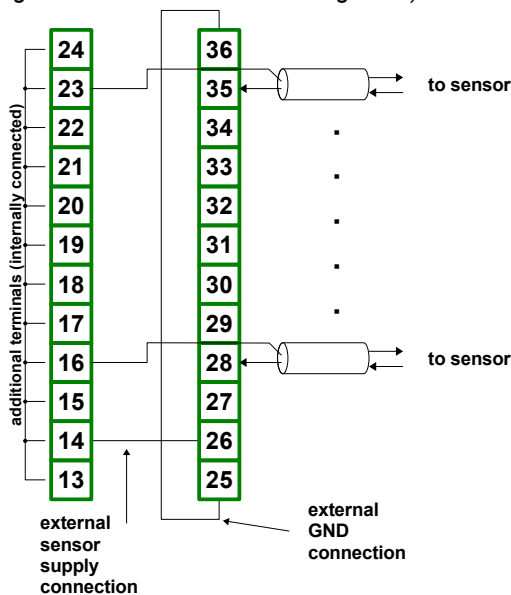 24 36
23 35 to sensor
22 34
21 33
20 32
19 31
18 30
17 29
16 28 to sensor
15 27
14 26
13 25
additional terminals (internally connected)
external
sensor
supply
connection
external
GND
connection